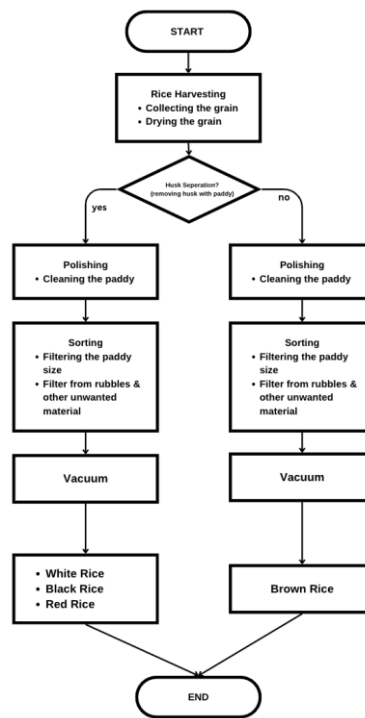 START
Rice Harvesting
• Collecting the grain
• Drying the grain
Husk Seperation?
(removing husk with paddy)
yes
no
Polishing
• Cleaning the paddy
Sorting
• Filtering the paddy
size
• Filter from rubbles &
other unwanted
material
Vacuum
• White Rice
• Black Rice
• Red Rice
Polishing
• Cleaning the paddy
Sorting
• Filtering the paddy
size
• Filter from rubbles &
other unwanted
material
Vacuum
Brown Rice
END